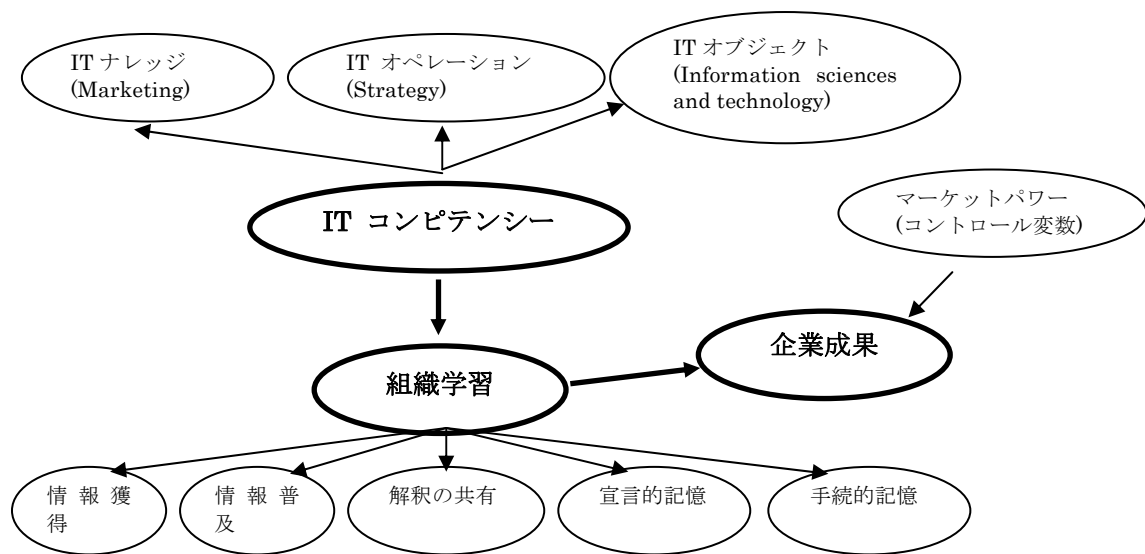 IT ナレッジ
(Marketing)
IT オペレーション
(Strategy)
IT オブジェクト
(Information sciences
and technology)
IT コンピテンシー
マーケットパワー
(コントロール変数)
企業成果
組織学習
情報獲
得
情報普
及
解釈の共有
宣言的記憶
手続的記憶